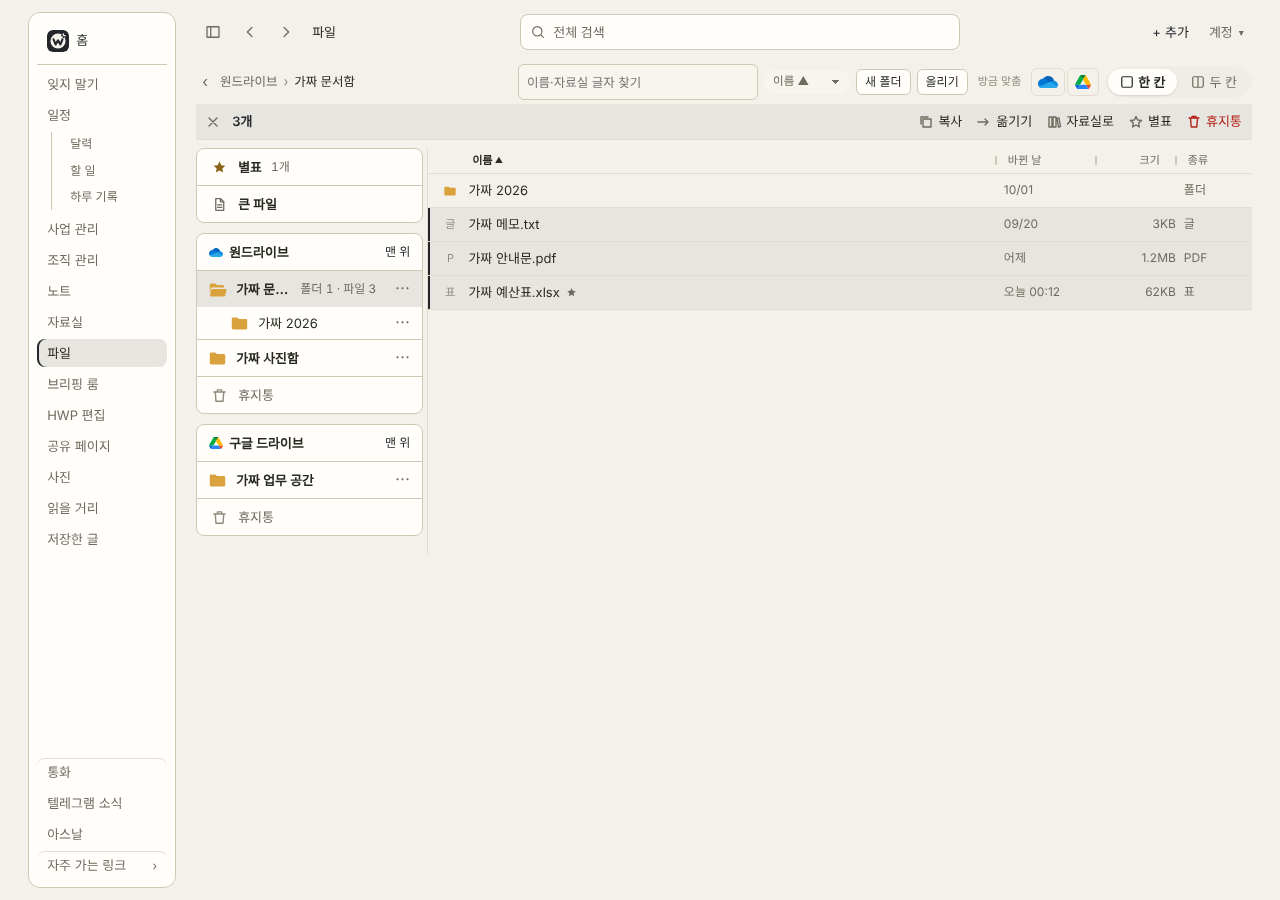 홈
잊지 말기
일정
달력
할 일
하루 기록
사업 관리
조직 관리
노트
자료실
파일
브리핑 룸
HWP 편집
공유 페이지
사진
읽을 거리
저장한 글
통화
텔레그램 소식
아스날
자주 가는 링크 ›
파일
전체 검색
+ 추가 계정 ▾
‹ 원드라이브 › 가짜 문서함
이름·자료실 글자 찾기
이름 ▲
새 폴더
올리기
방금 맞춤
한 칸
두 칸
3개
복사
옮기기
자료실로
별표
휴지통
별표 1개
큰 파일
원드라이브 맨 위
가짜 문... 폴더 1 · 파일 3 ···
가짜 2026 ···
가짜 사진함 ···
휴지통
구글 드라이브 맨 위
가짜 업무 공간 ···
휴지통
이름 ▲ 바뀐 날 크기 종류
가짜 2026 10/01 폴더
글 가짜 메모.txt 09/20 3KB 글
P 가짜 안내문.pdf 어제 1.2MB PDF
표 가짜 예산표.xlsx ★ 오늘 00:12 62KB 표